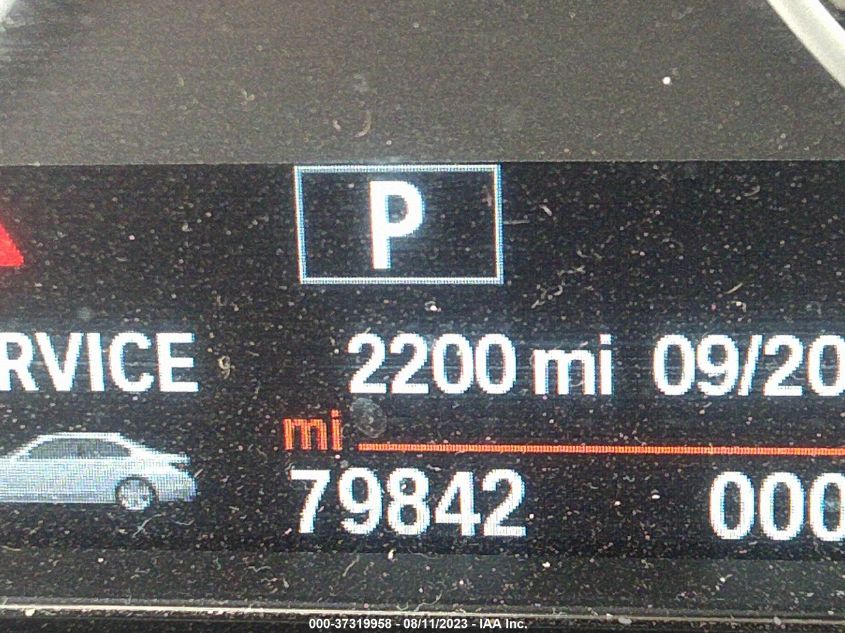 P
RVICE 2200 mi 09/20
mi
79842 000
000-37319958 - 08/11/2023 - IAA Inc.